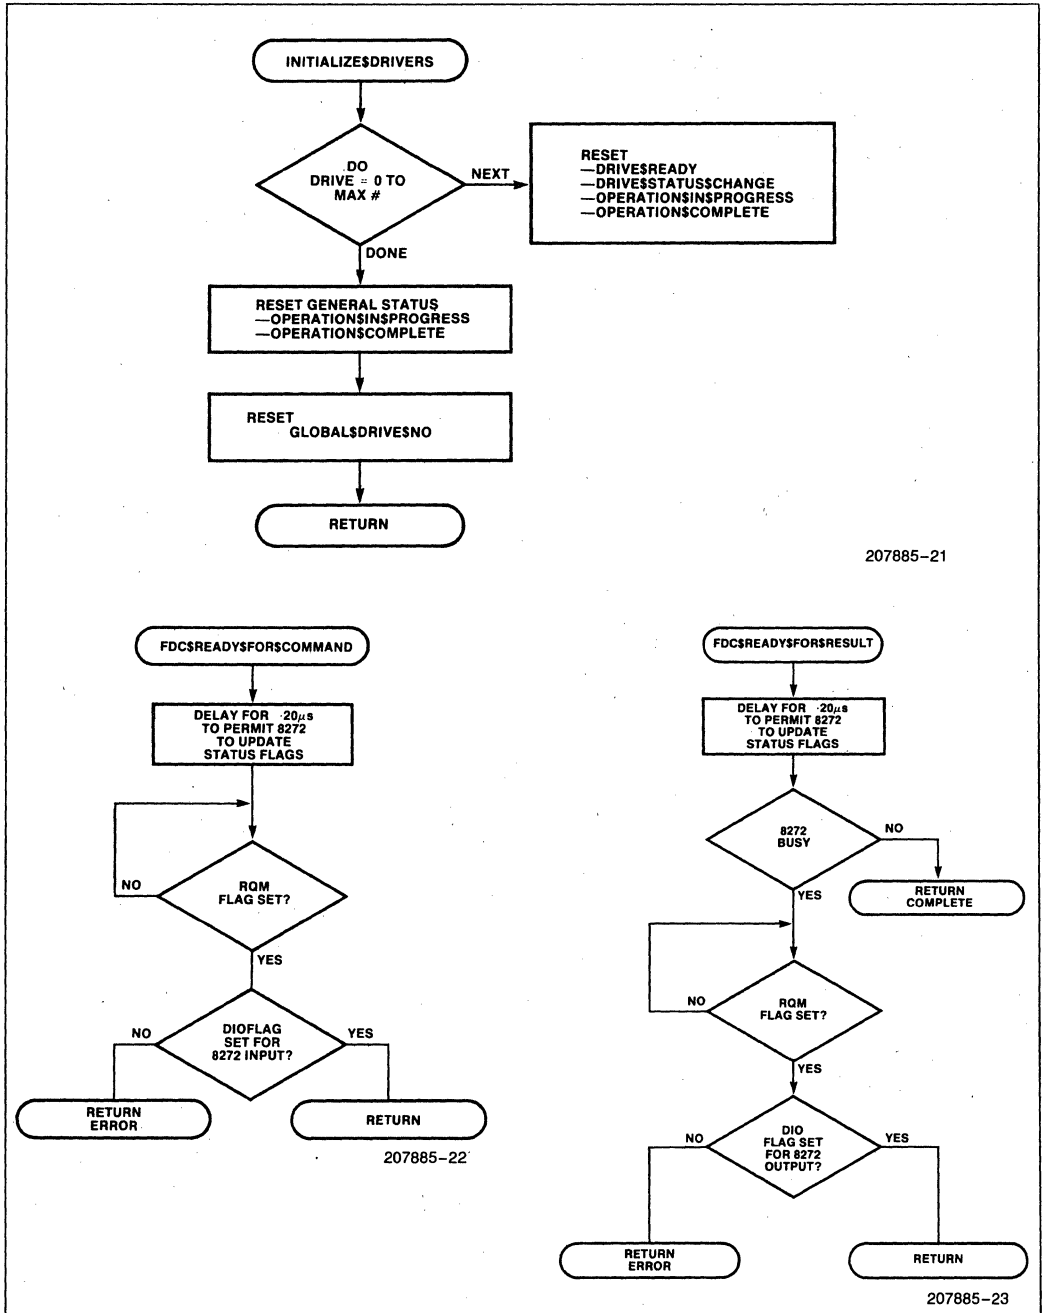 INITIALIZE$DRIVERS
DO
DRIVE = 0 TO
MAX #
NEXT
RESET
—DRIVE$READY
—DRIVE$STATUS$CHANGE
—OPERATION$IN$PROGRESS
—OPERATION$COMPLETE
DONE
RESET GENERAL STATUS
—OPERATION$IN$PROGRESS
—OPERATION$COMPLETE
RESET
GLOBAL$DRIVE$NO
RETURN
207885-21
FDC$READY$FOR$COMMAND
DELAY FOR 20μs
TO PERMIT 8272
TO UPDATE
STATUS FLAGS
RQM
FLAG SET?
NO
YES
DIOFLAG
SET FOR
8272 INPUT?
NO
YES
RETURN
ERROR
RETURN
207885-22
FDC$READY$FOR$RESULT
DELAY FOR 20μs
TO PERMIT 8272
TO UPDATE
STATUS FLAGS
8272
BUSY
NO
RETURN
COMPLETE
YES
RQM
FLAG SET?
NO
YES
DIO
FLAG SET
FOR 8272
OUTPUT?
NO
YES
RETURN
ERROR
RETURN
207885-23